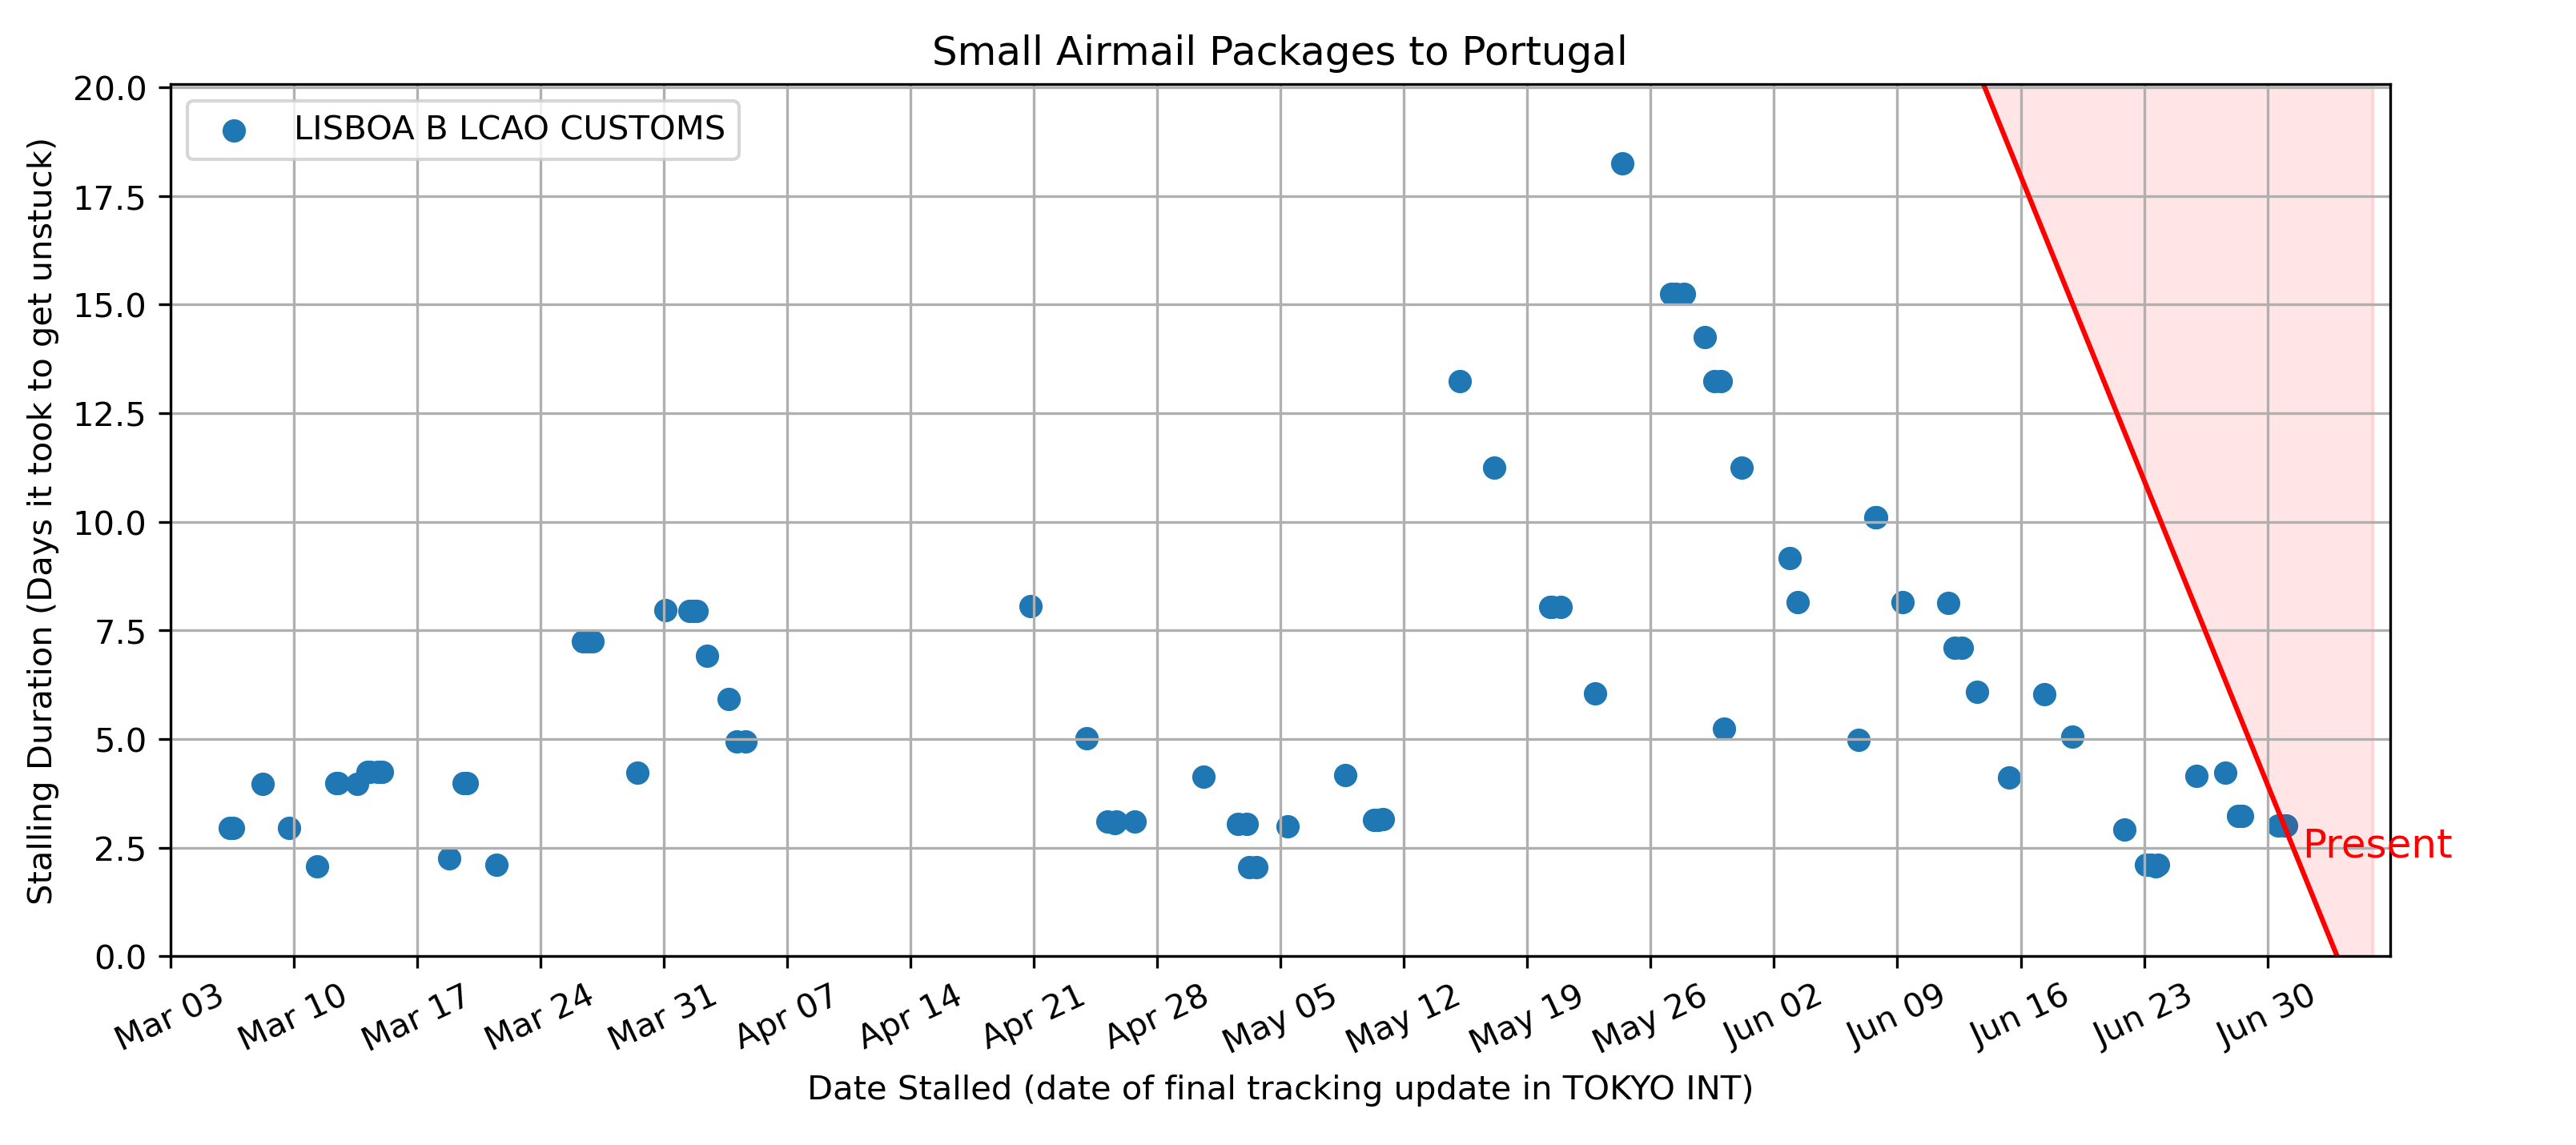 Small Airmail Packages to Portugal
LISBOA B LCAO CUSTOMS
Stalling Duration (Days it took to get unstuck)
20.0
17.5
15.0
12.5
10.0
7.5
5.0
2.5
0.0
Present
Mar 03 Mar 10 Mar 17 Mar 24 Mar 31 Apr 07 Apr 14 Apr 21 Apr 28 May 05 May 12 May 19 May 26 Jun 02 Jun 09 Jun 16 Jun 23 Jun 30
Date Stalled (date of final tracking update in TOKYO INT)